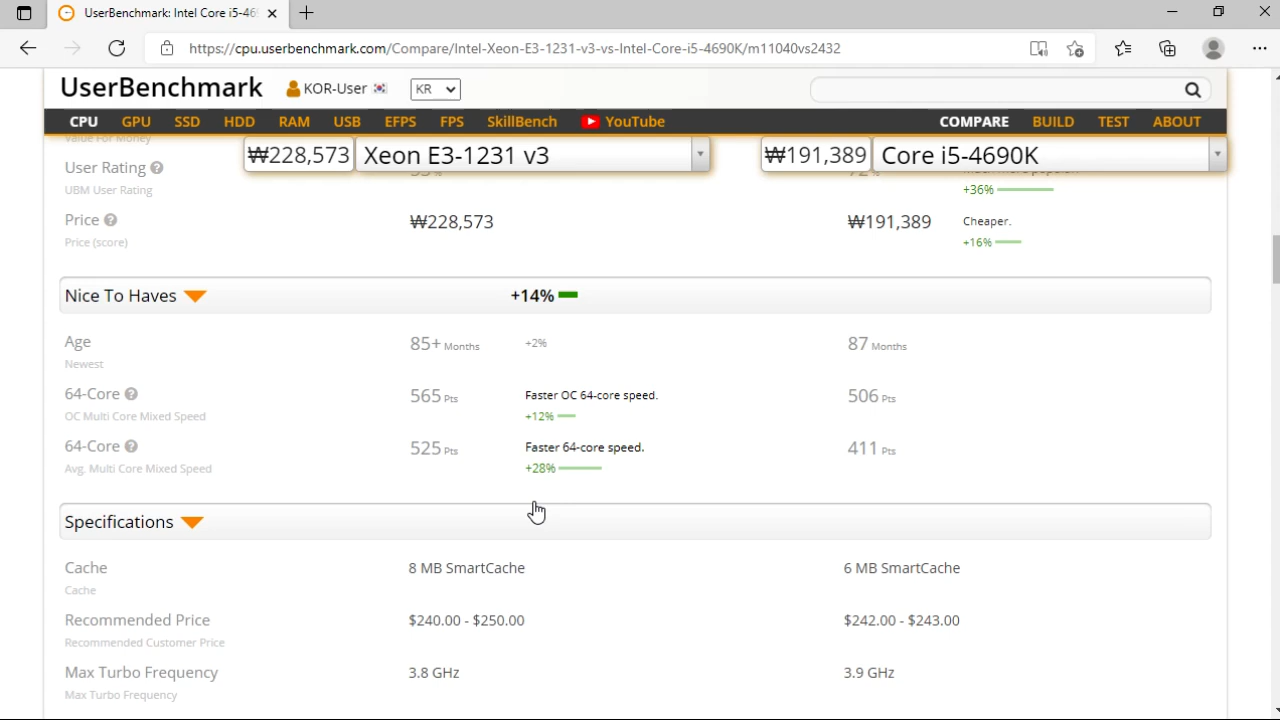 UserBenchmark: Intel Core i5-46
https://cpu.userbenchmark.com/Compare/Intel-Xeon-E3-1231-v3-vs-Intel-Core-i5-4690K/m11040vs2432
UserBenchmark KOR-User KR
CPU GPU SSD HDD RAM USB EFPS FPS SkillBench YouTube COMPARE BUILD TEST ABOUT
Value For Money
₩228,573 Xeon E3-1231 v3 ₩191,389 Core i5-4690K
User Rating
UBM User Rating +36%
Price ₩228,573 ₩191,389 Cheaper.
Price (score) +16%
Nice To Haves +14%
Age 85+ Months +2% 87 Months
Newest
64-Core 565 Pts Faster OC 64-core speed. 506 Pts
OC Multi Core Mixed Speed +12%
64-Core 525 Pts Faster 64-core speed. 411 Pts
Avg. Multi Core Mixed Speed +28%
Specifications
Cache 8 MB SmartCache 6 MB SmartCache
Cache
Recommended Price $240.00 - $250.00 $242.00 - $243.00
Recommended Customer Price
Max Turbo Frequency 3.8 GHz 3.9 GHz
Max Turbo Frequency